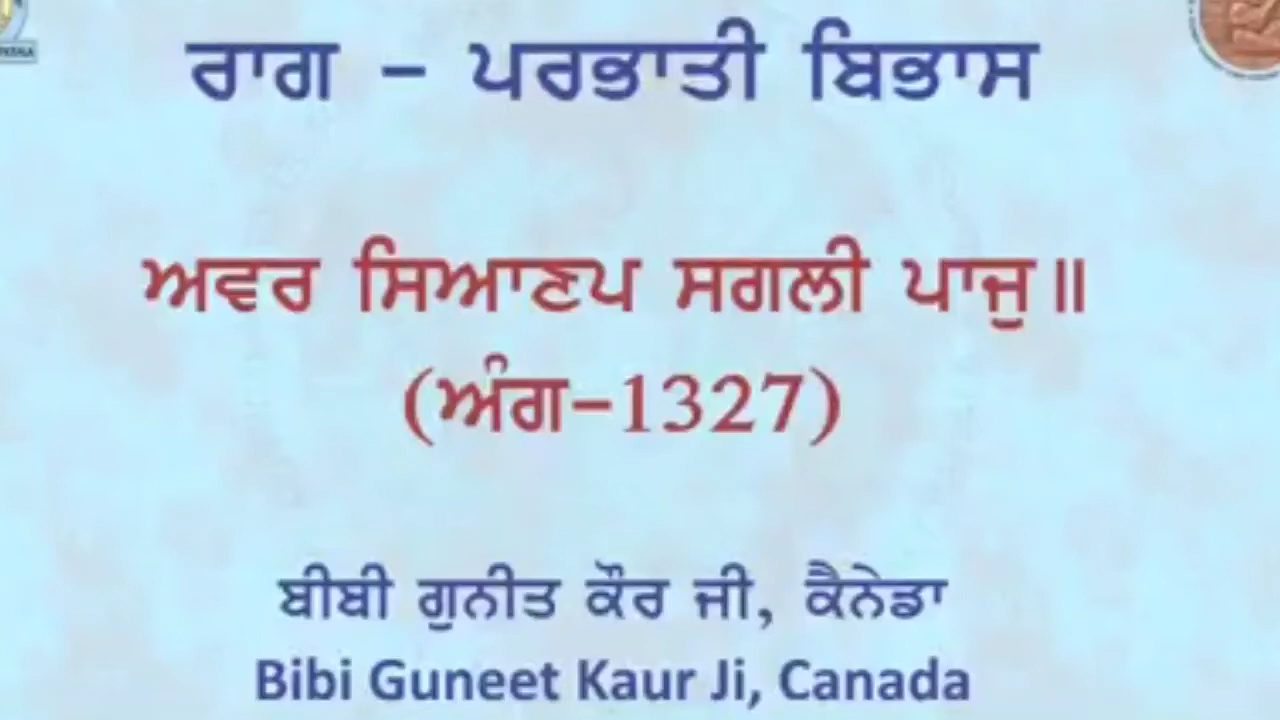 ਰਾਗ - ਪਰਭਾਤੀ ਬਿਭਾਸ
ਅਵਰ ਸਿਆਣਪ ਸਗਲੀ ਪਾਜੁ॥
(ਅੰਗ-1327)
ਬੀਬੀ ਗੁਨੀਤ ਕੌਰ ਜੀ, ਕੈਨੇਡਾ
Bibi Guneet Kaur Ji, Canada